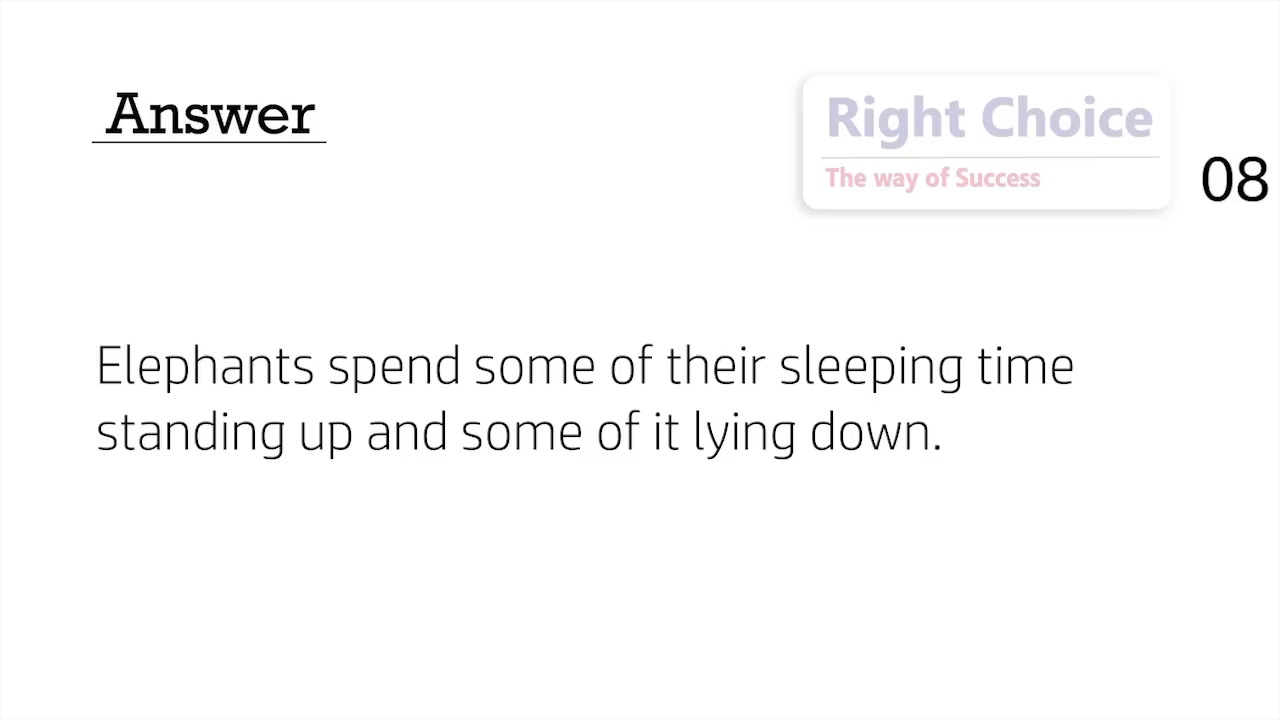 Answer
Right Choice
The way of Success
08
Elephants spend some of their sleeping time
standing up and some of it lying down.